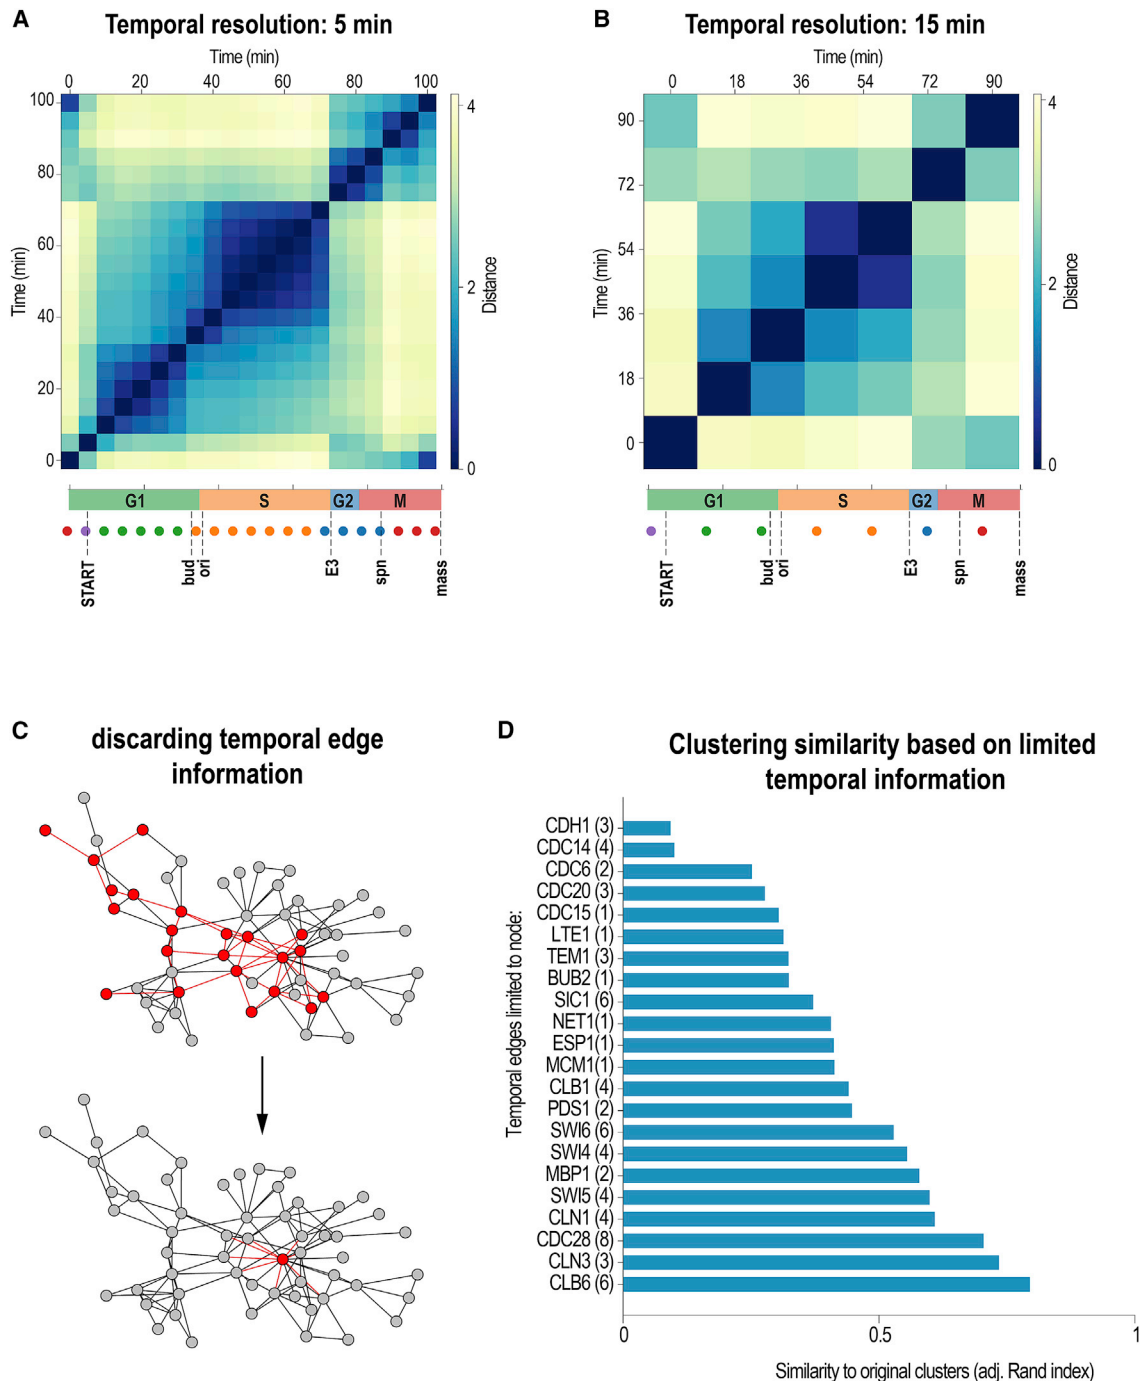 A
Temporal resolution: 5 min
Time (min)
0 20 40 60 80 100
100
80
60
40
20
0
Time (min)
4
2
0
Distance
G1 S G2 M
START
bud
ori
E3
spn
mass
B
Temporal resolution: 15 min
Time (min)
0 18 36 54 72 90
90
72
54
36
18
0
Time (min)
4
2
0
Distance
G1 S G2 M
START
bud
ori
E3
spn
mass
C
discarding temporal edge
information
D
Clustering similarity based on limited
temporal information
Temporal edges limited to node:
CDH1 (3)
CDC14 (4)
CDC6 (2)
CDC20 (3)
CDC15 (1)
LTE1 (1)
TEM1 (3)
BUB2 (1)
SIC1 (6)
NET1(1)
ESP1(1)
MCM1(1)
CLB1 (4)
PDS1 (2)
SWI6 (6)
SWI4 (4)
MBP1 (2)
SWI5 (4)
CLN1 (4)
CDC28 (8)
CLN3 (3)
CLB6 (6)
0 0.5 1
Similarity to original clusters (adj. Rand index)